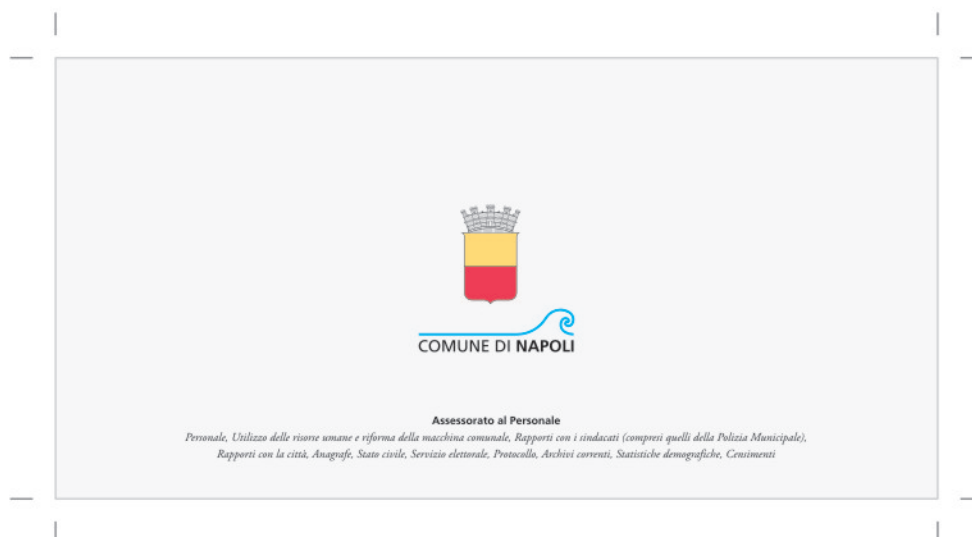 COMUNE DI NAPOLI
Assessorato al Personale
Personale, Utilizzo delle risorse umane e riforma della macchina comunale, Rapporti con i sindacati (compresi quelli della Polizia Municipale),
Rapporti con la città, Anagrafe, Stato civile, Servizio elettorale, Protocollo, Archivi correnti, Statistiche demografiche, Censimenti